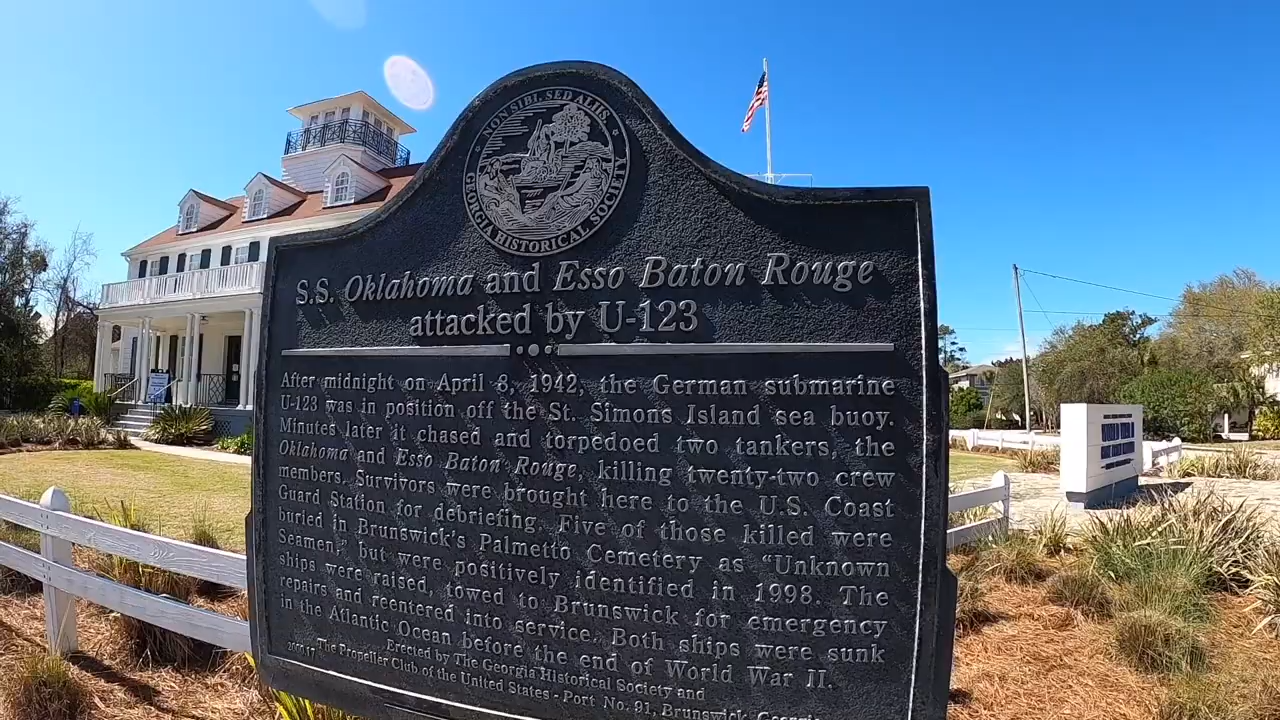 NON SIBI, SED ALIIS.
GEORGIA HISTORICAL SOCIETY
S.S. Oklahoma and Esso Baton Rouge
attacked by U-123
After midnight on April 8, 1942, the German submarine
U-123 was in position off the St. Simons Island sea buoy.
Minutes later it chased and torpedoed two tankers, the
Oklahoma and Esso Baton Rouge, killing twenty-two crew
members. Survivors were brought here to the U.S. Coast
Guard Station for debriefing. Five of those killed were
buried in Brunswick's Palmetto Cemetery as "Unknown
Seamen," but were positively identified in 1998. The
ships were raised, towed to Brunswick for emergency
repairs and reentered into service. Both ships were sunk
in the Atlantic Ocean before the end of World War II.
Erected by The Georgia Historical Society and
The Propeller Club of the United States - Port No. 91, Brunswick, Georgia